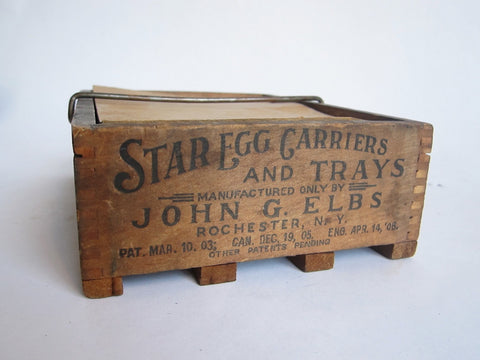 STAR EGG CARRIERS
AND TRAYS
MANUFACTURED ONLY BY
JOHN G. ELBS
ROCHESTER, N.Y.
PAT. MAR. 10. 03; CAN. DEC. 19, 05. ENG. APR. 14, '06.
OTHER PATENTS PENDING